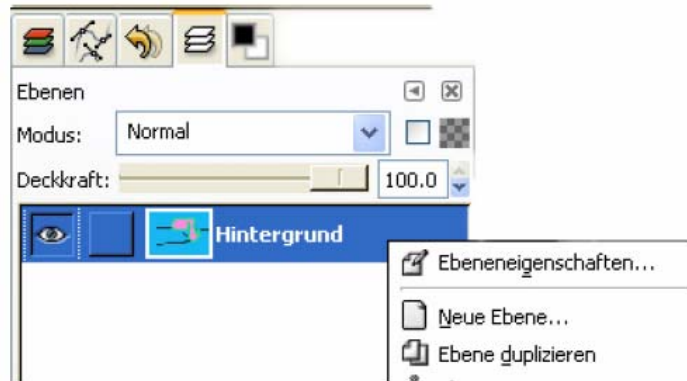 Ebenen
Modus: Normal
Deckkraft: 100.0
Hintergrund
Ebeneneigenschaften...
Neue Ebene...
Ebene duplizieren